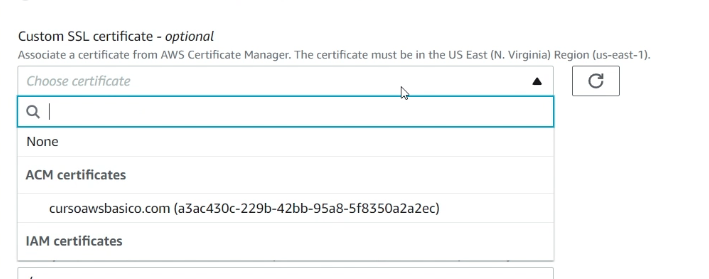 Custom SSL certificate - optional
Associate a certificate from AWS Certificate Manager. The certificate must be in the US East (N. Virginia) Region (us-east-1).
Choose certificate
None
ACM certificates
cursoawsbasico.com (a3ac430c-229b-42bb-95a8-5f8350a2a2ec)
IAM certificates